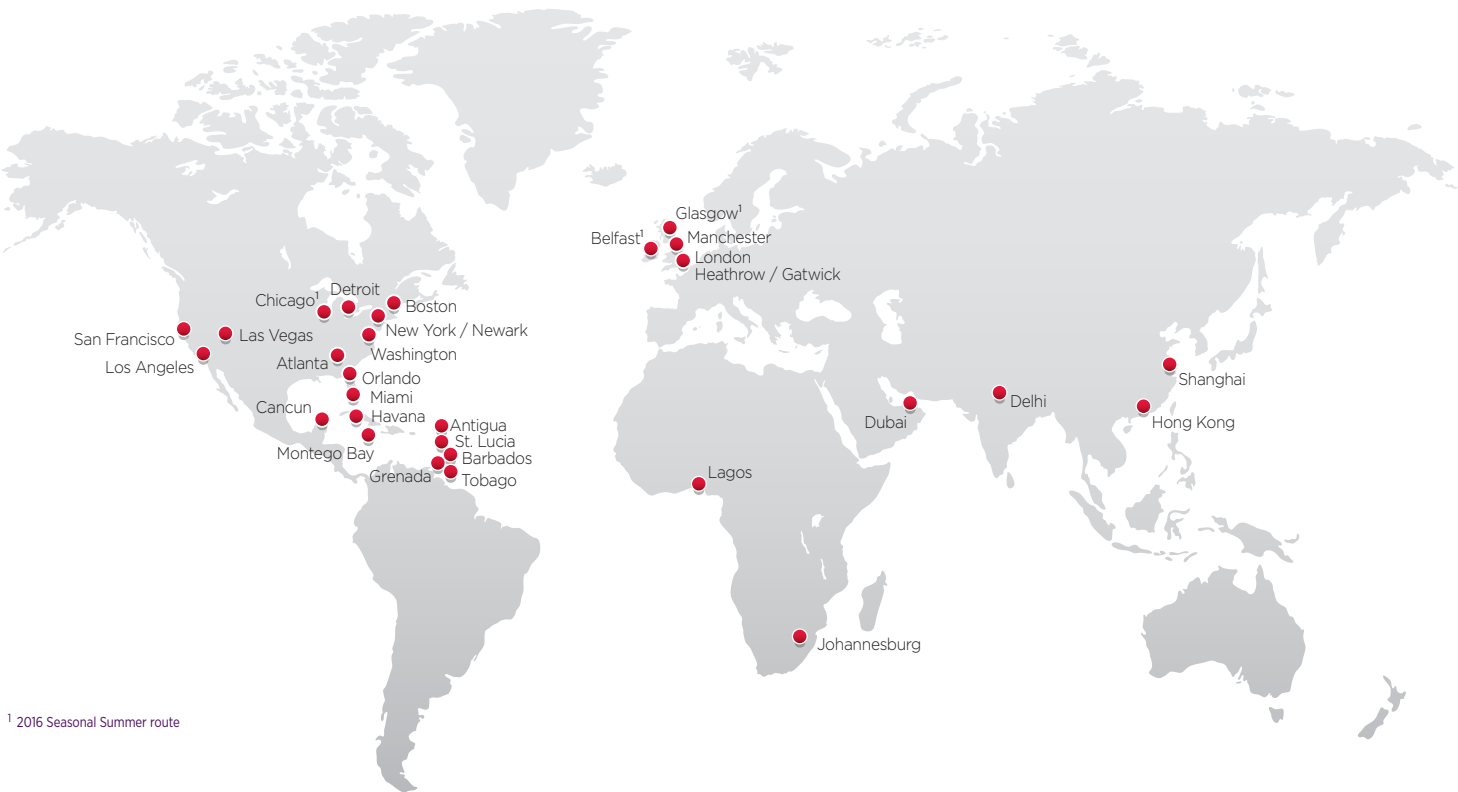 Glasgow¹
Belfast¹
Manchester
London
Heathrow / Gatwick
Chicago¹
Detroit
Boston
San Francisco
Las Vegas
New York / Newark
Los Angeles
Atlanta
Washington
Orlando
Miami
Cancun
Havana
Montego Bay
Antigua
St. Lucia
Barbados
Grenada
Tobago
Lagos
Johannesburg
Dubai
Delhi
Shanghai
Hong Kong
¹ 2016 Seasonal Summer route